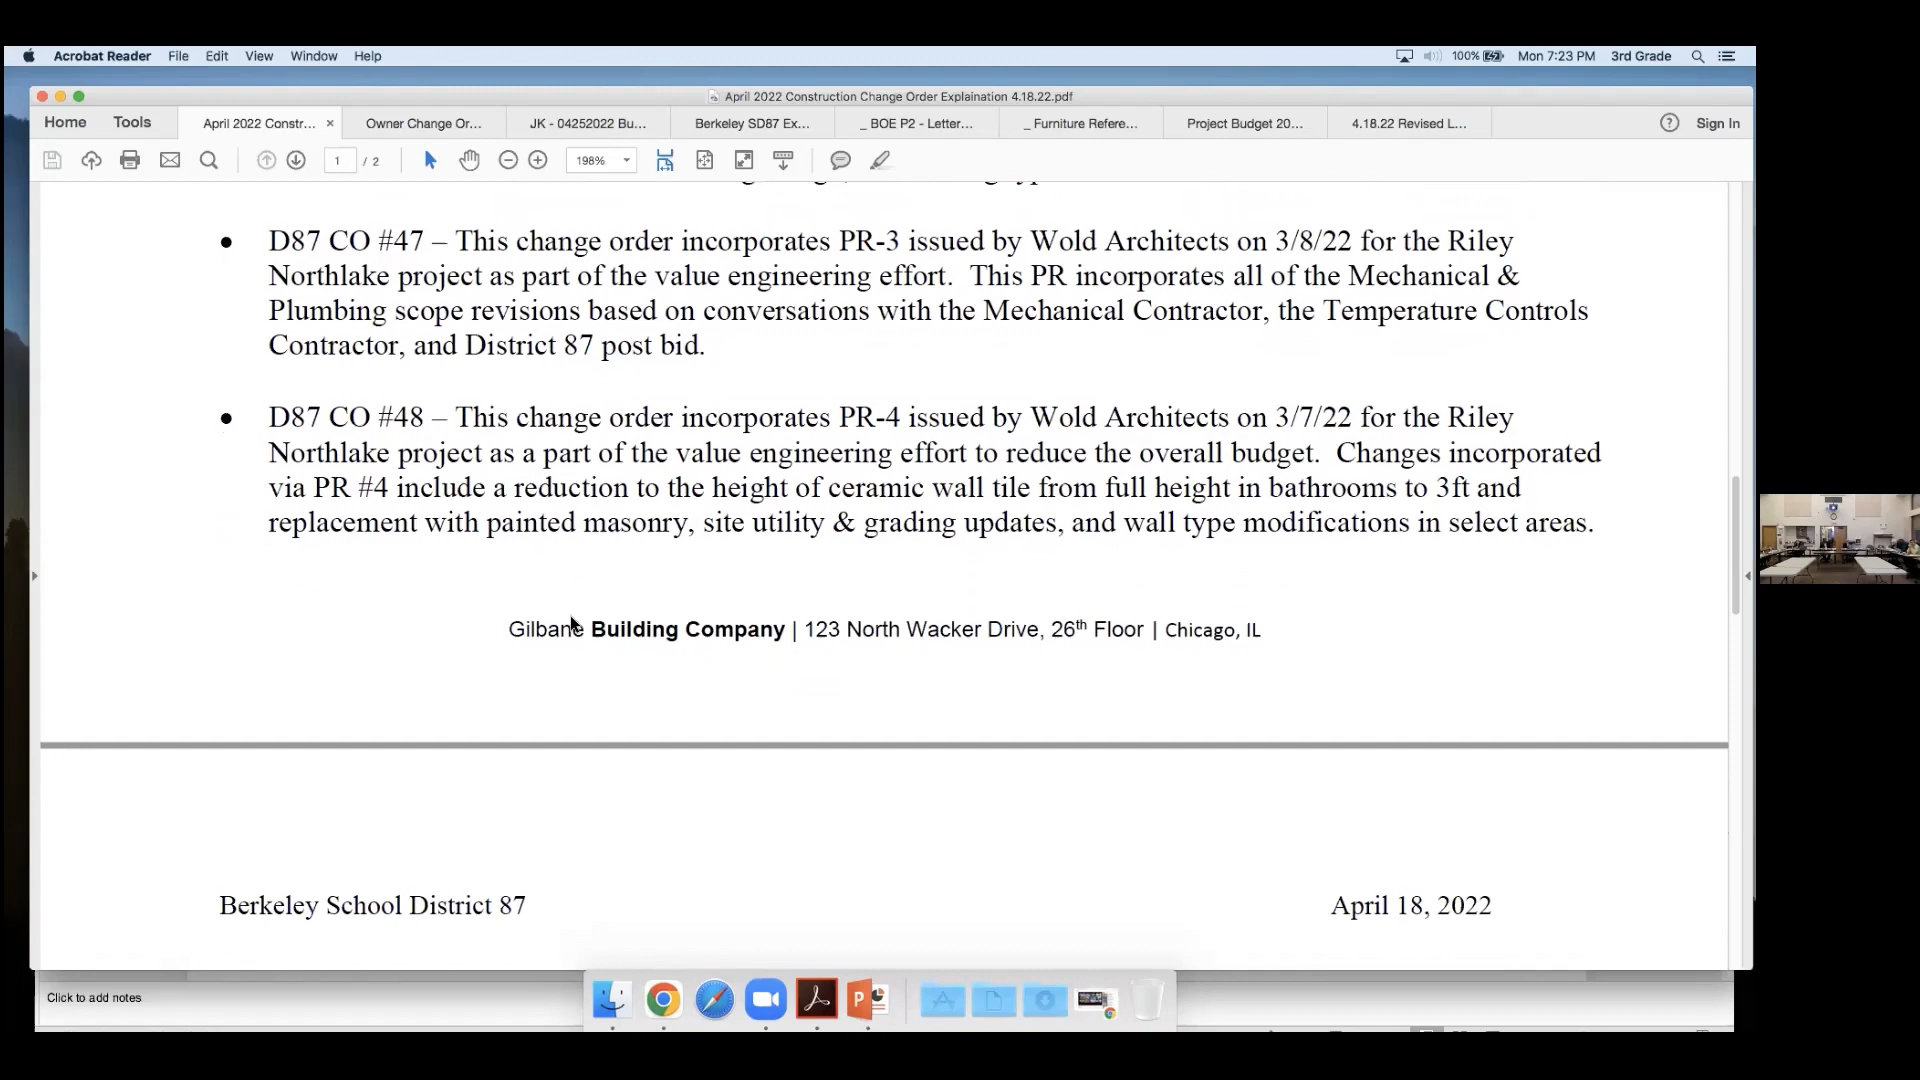 Acrobat Reader File Edit View Window Help 100% Mon 7:23 PM 3rd Grade
April 2022 Construction Change Order Explaination 4.18.22.pdf
Home Tools April 2022 Constr... × Owner Change Or... JK - 04252022 Bu... Berkeley SD87 Ex... _ BOE P2 - Letter... _ Furniture Refere... Project Budget 20... 4.18.22 Revised L... ? Sign In
1 / 2 198%
• D87 CO #47 – This change order incorporates PR-3 issued by Wold Architects on 3/8/22 for the Riley
Northlake project as part of the value engineering effort. This PR incorporates all of the Mechanical &
Plumbing scope revisions based on conversations with the Mechanical Contractor, the Temperature Controls
Contractor, and District 87 post bid.
• D87 CO #48 – This change order incorporates PR-4 issued by Wold Architects on 3/7/22 for the Riley
Northlake project as a part of the value engineering effort to reduce the overall budget. Changes incorporated
via PR #4 include a reduction to the height of ceramic wall tile from full height in bathrooms to 3ft and
replacement with painted masonry, site utility & grading updates, and wall type modifications in select areas.
Gilbane Building Company | 123 North Wacker Drive, 26th Floor | Chicago, IL
Berkeley School District 87 April 18, 2022
Click to add notes